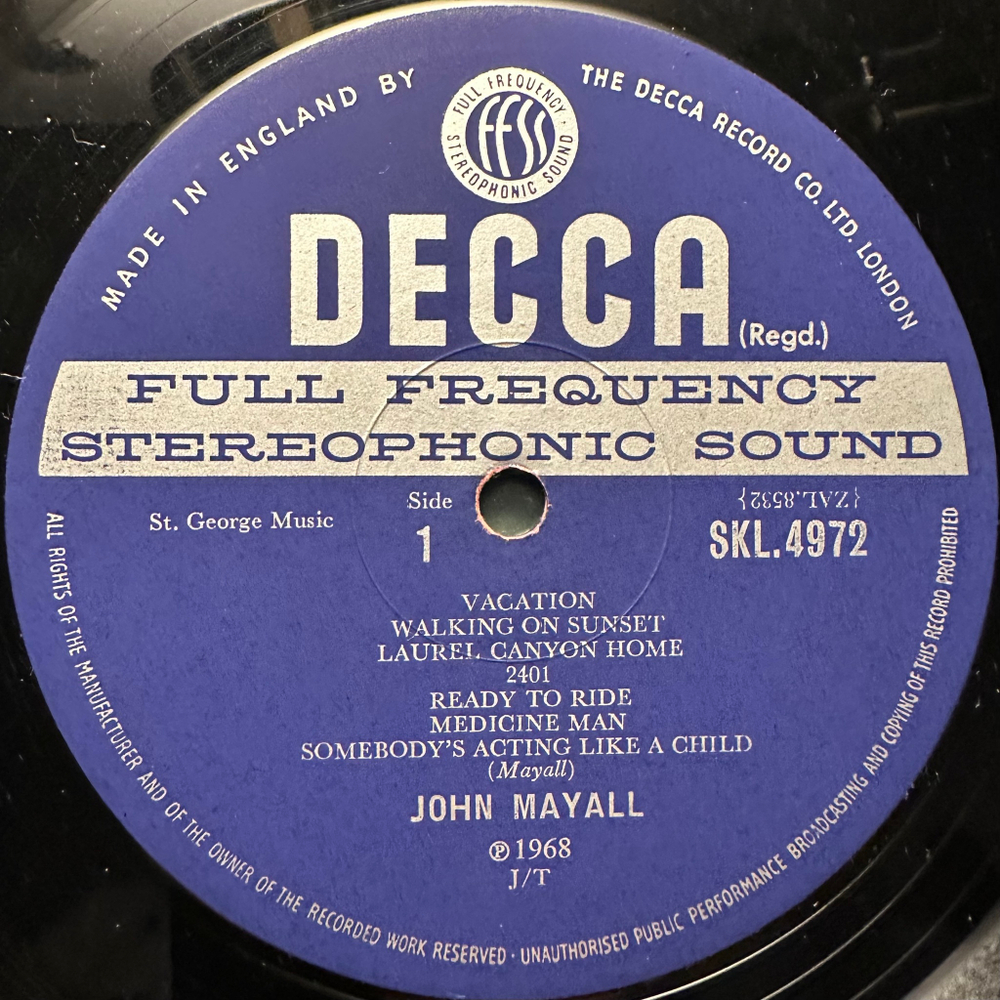 MADE IN ENGLAND BY
THE DECCA RECORD CO. LTD. LONDON
FULL FREQUENCY
FFSS
STEREOPHONIC SOUND
DECCA
(Regd.)
FULL FREQUENCY
STEREOPHONIC SOUND
St. George Music
Side
1
{ZAL.8532}
SKL.4972
VACATION
WALKING ON SUNSET
LAUREL CANYON HOME
2401
READY TO RIDE
MEDICINE MAN
SOMEBODY'S ACTING LIKE A CHILD
(Mayall)
JOHN MAYALL
℗1968
J/T
ALL RIGHTS OF THE MANUFACTURER AND OF THE OWNER OF THE RECORDED WORK RESERVED · UNAUTHORISED PUBLIC PERFORMANCE BROADCASTING AND COPYING OF THIS RECORD PROHIBITED